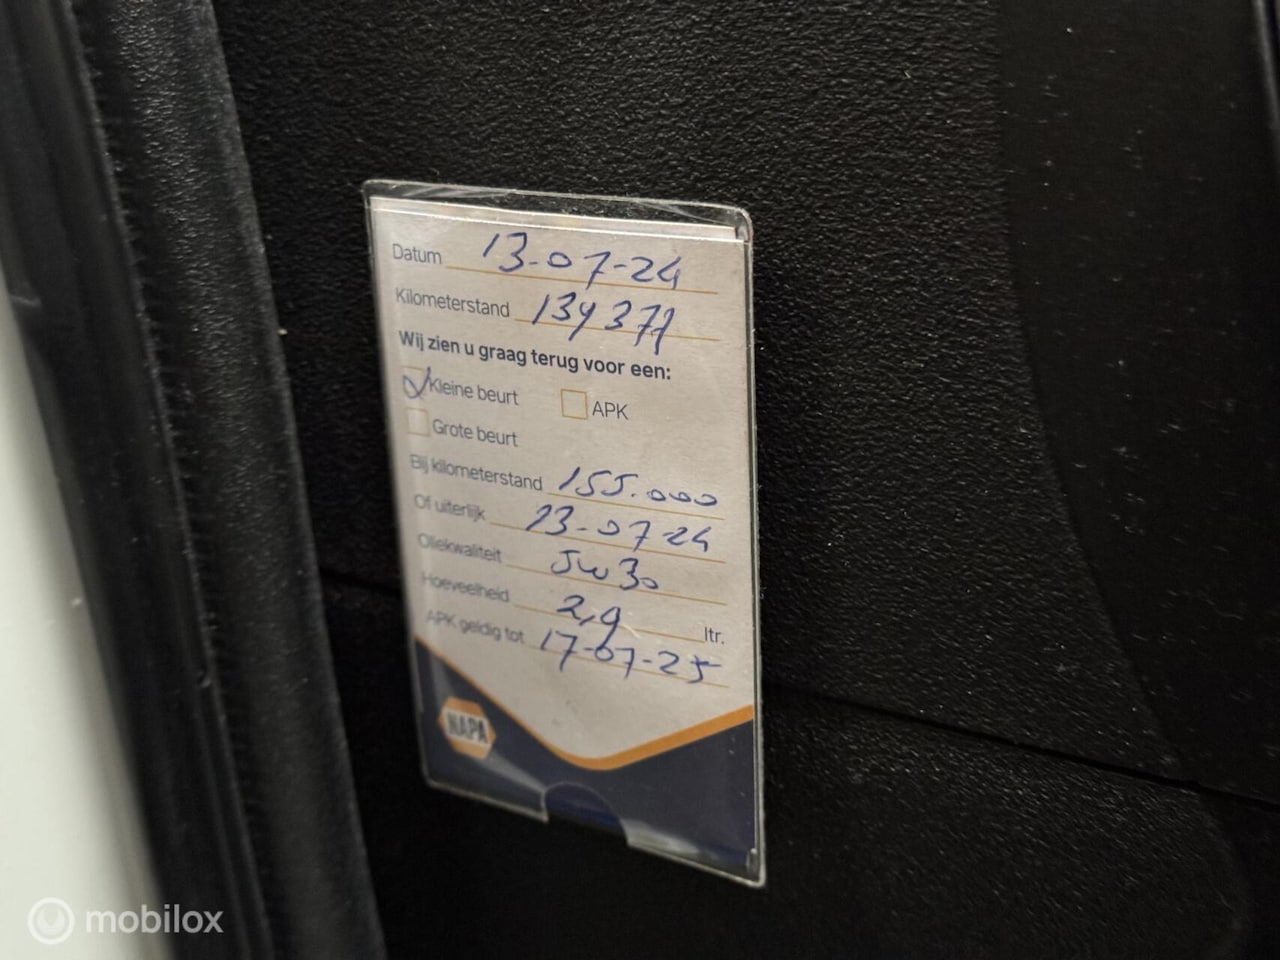 Datum 13-07-24
Kilometerstand 139371
Wij zien u graag terug voor een:
Kleine beurt APK
Grote beurt
Bij kilometerstand 155.000
Of uiterlijk 13-07-24
Oliekwaliteit 5w30
Hoeveelheid 2,9 ltr.
APK geldig tot 17-07-25
NAPA
mobilox